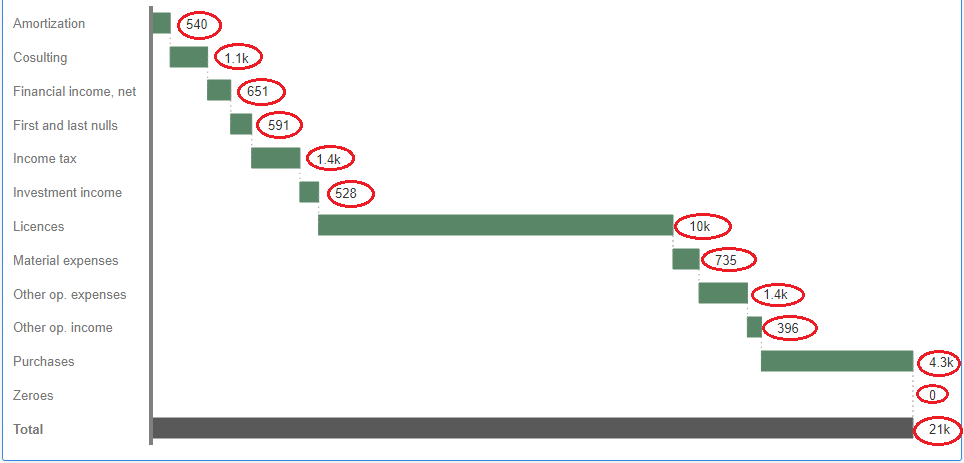 Amortization 540
Cosulting 1.1k
Financial income, net 651
First and last nulls 591
Income tax 1.4k
Investment income 528
Licences 10k
Material expenses 735
Other op. expenses 1.4k
Other op. income 396
Purchases 4.3k
Zeroes 0
Total 21k